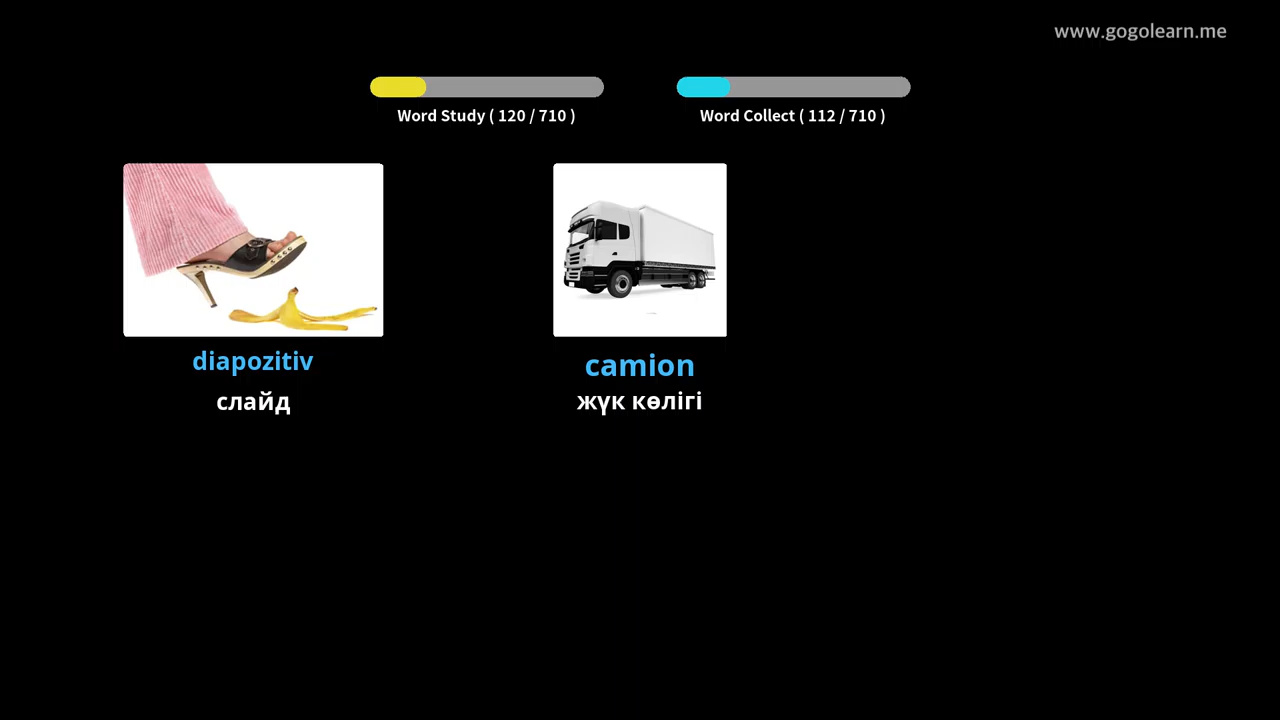 www.gogolearn.me
Word Study ( 120 / 710 )
Word Collect ( 112 / 710 )
diapozitiv
слайд
camion
жүк көлігі